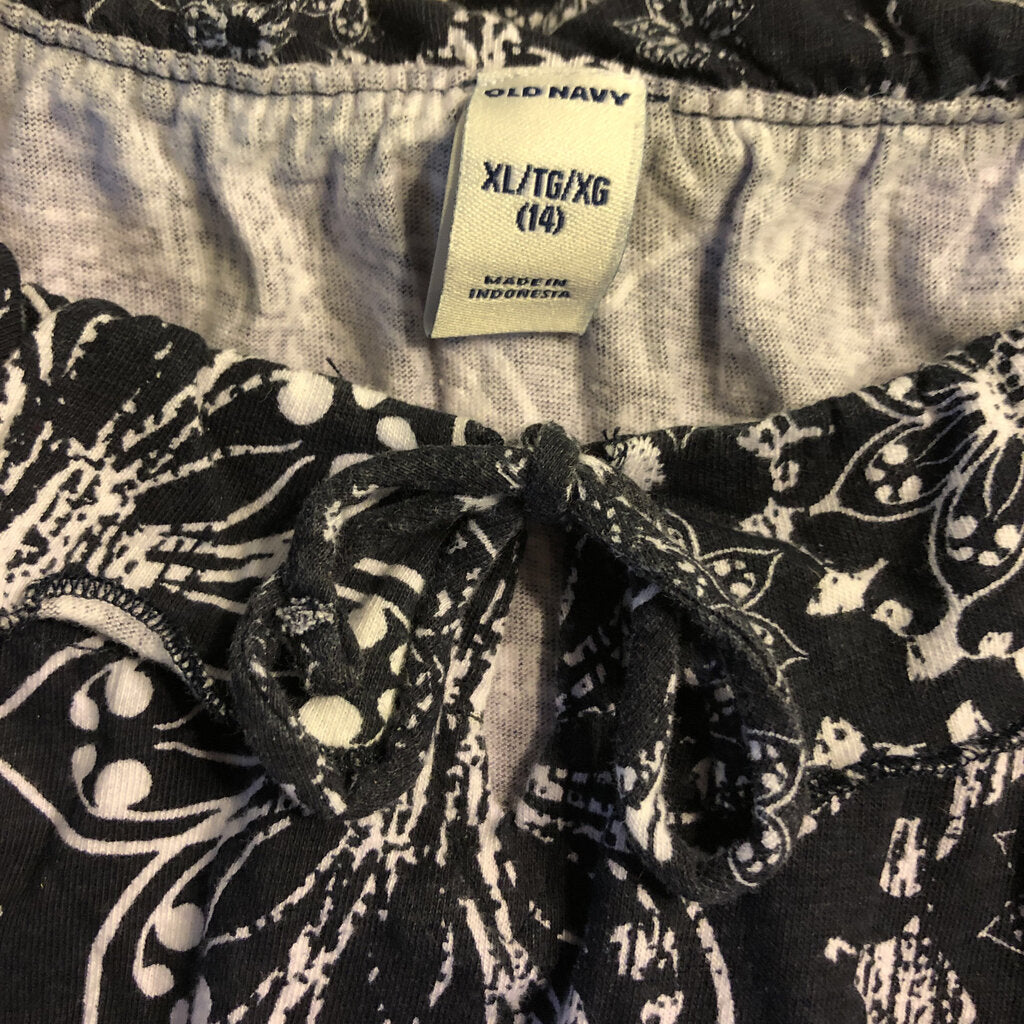 OLD NAVY
XL/TG/XG
(14)
MADE IN
INDONESIA